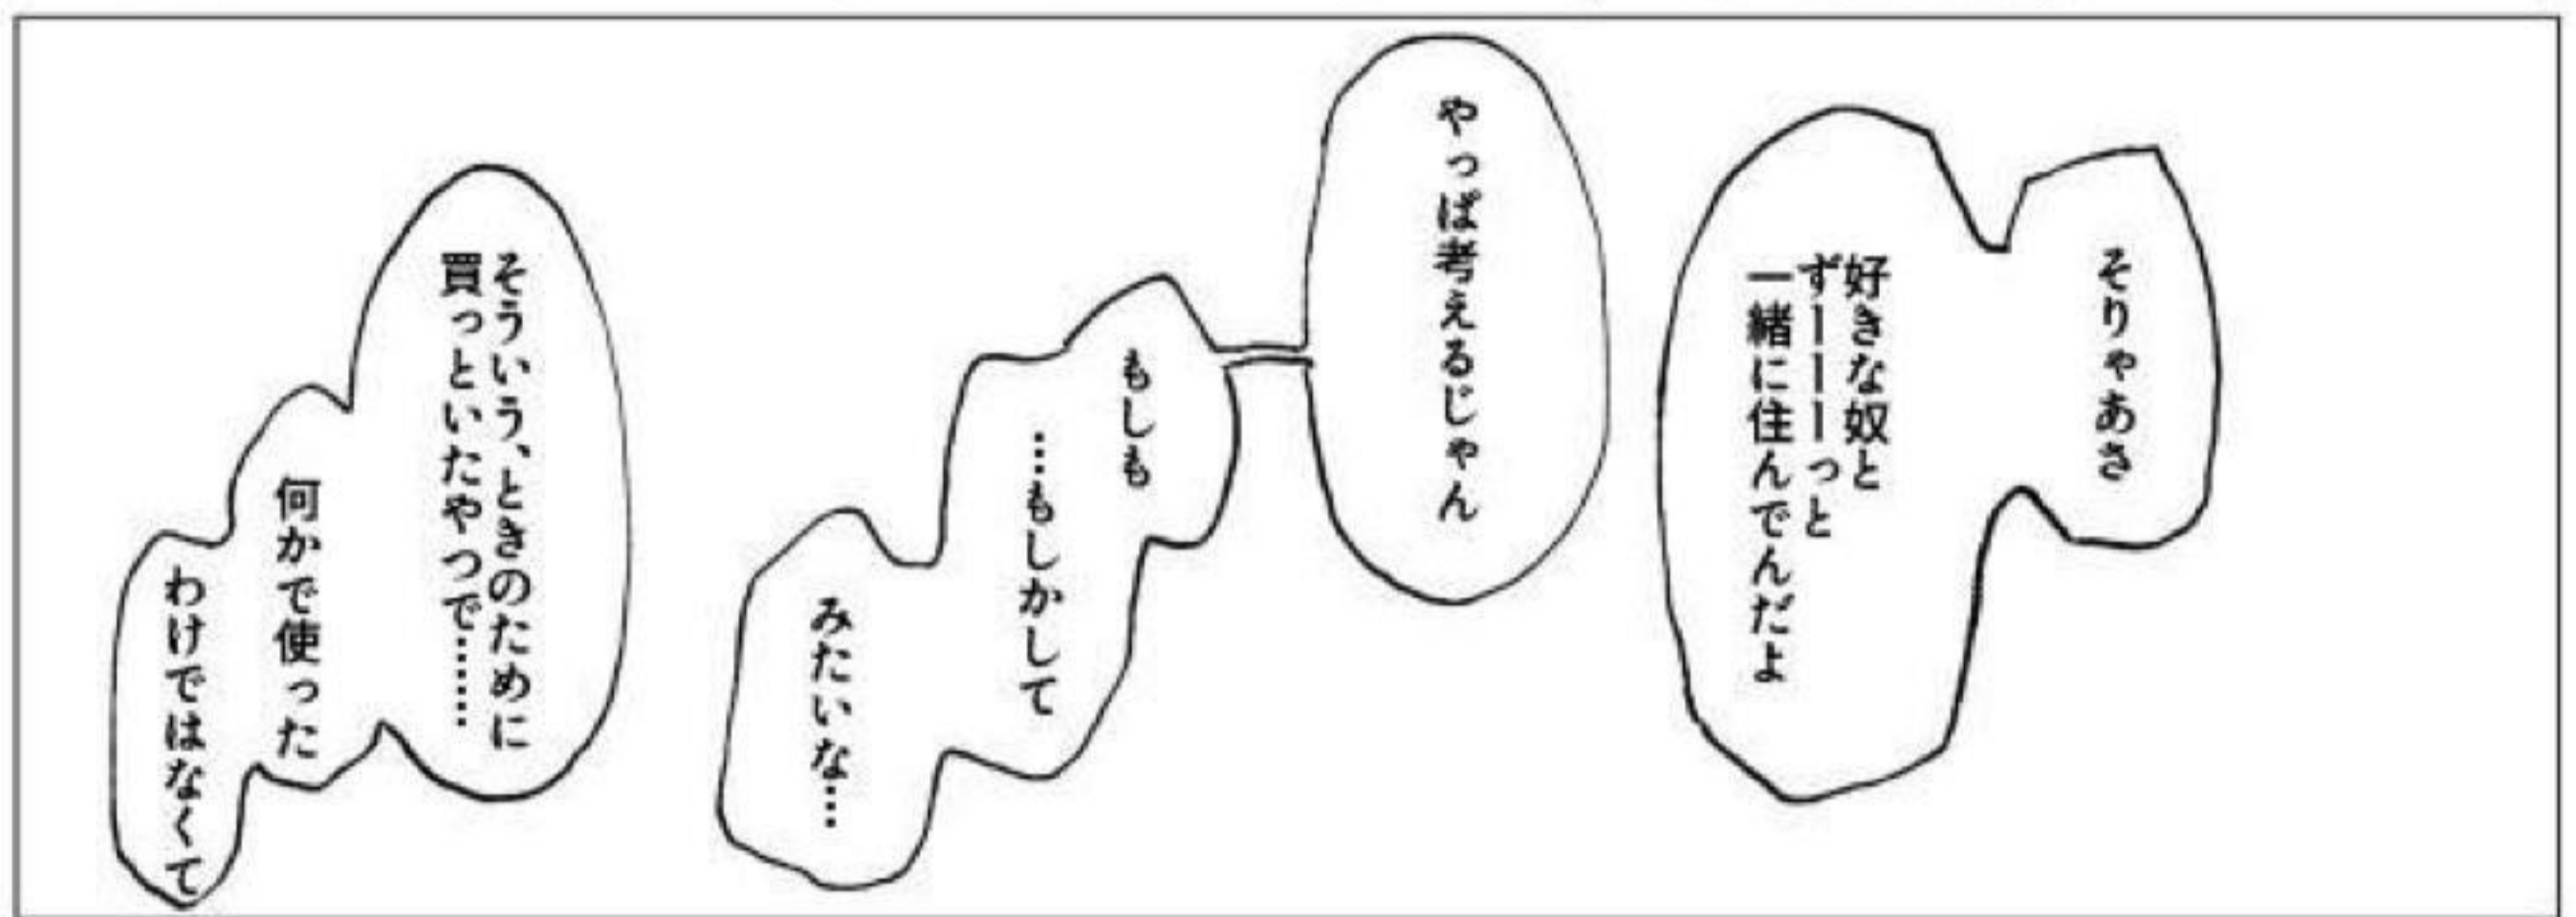 そりゃあさ
好きな奴と
ずーーーーっと
一緒に住んでんだよ
やっぱ考えるじゃん
もしも
…もしかして
みたいな…
そういう、ときのために
買っといたやつで……
何かで使った
わけではなくて